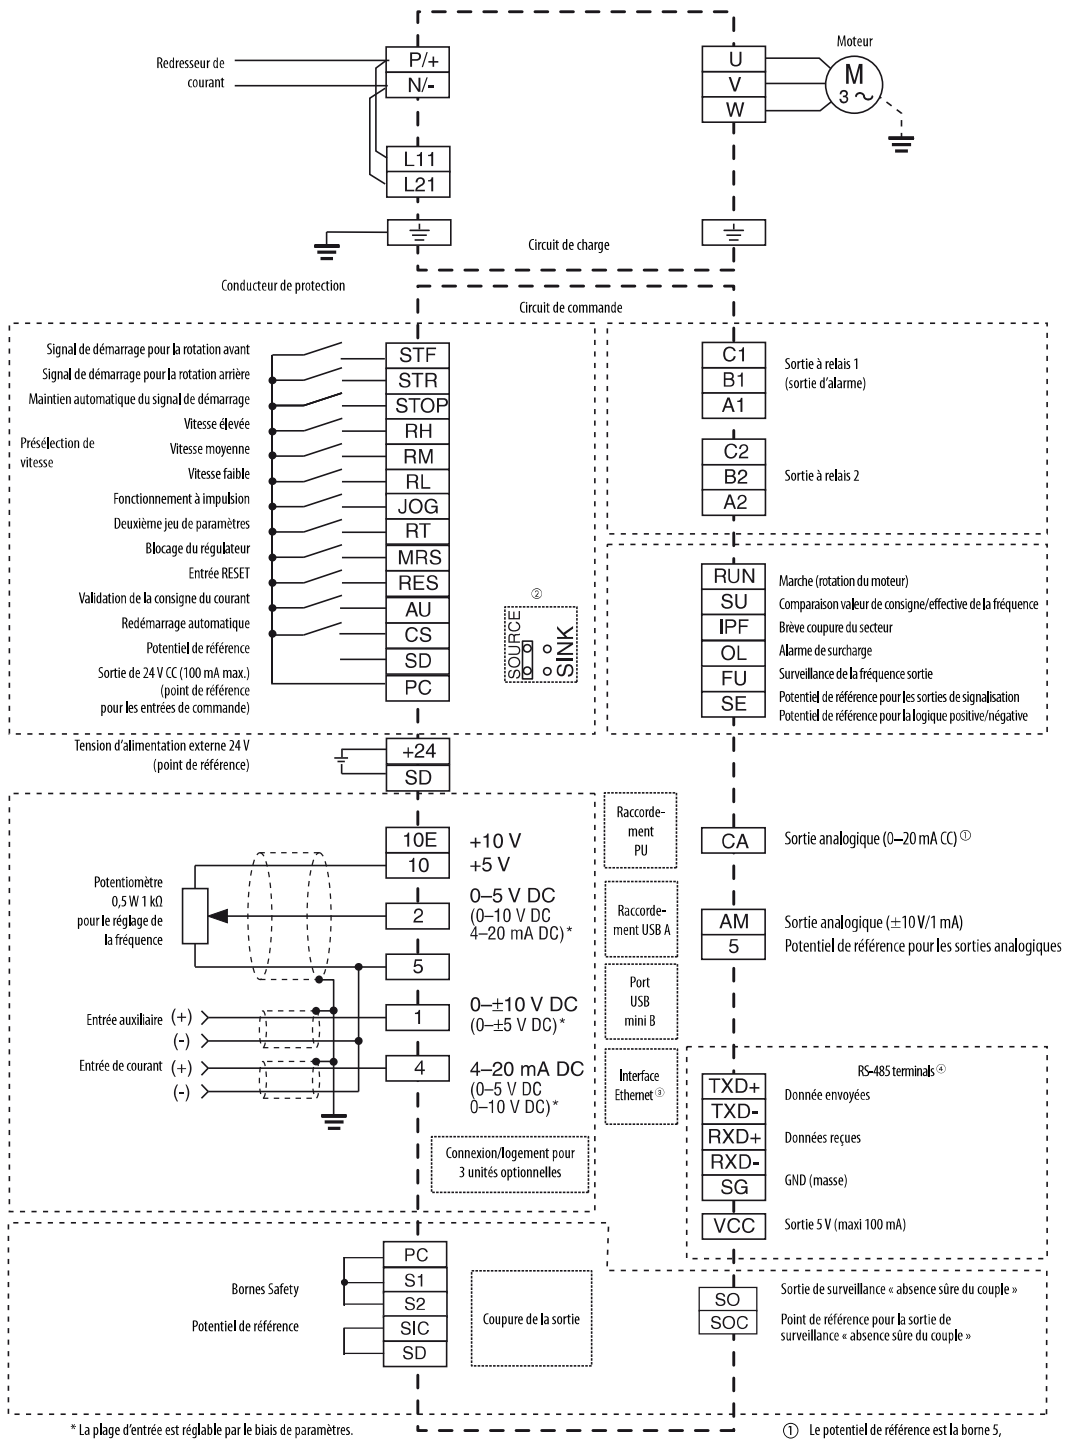 Redresseur de
courant
P/+
N/-
L11
L21
U
V
W
Moteur
M
3 ~
Circuit de charge
Conducteur de protection
Circuit de commande
Signal de démarrage pour la rotation avant
STF
Signal de démarrage pour la rotation arrière
STR
Maintien automatique du signal de démarrage
STOP
Présélection de
vitesse
Vitesse élevée
RH
Vitesse moyenne
RM
Vitesse faible
RL
Fonctionnement à impulsion
JOG
Deuxième jeu de paramètres
RT
Blocage du régulateur
MRS
Entrée RESET
RES
Validation de la consigne du courant
AU
Redémarrage automatique
CS
Potentiel de référence
SD
Sortie de 24 V CC (100 mA max.)
(point de référence
pour les entrées de commande)
PC
②
SOURCE
SINK
C1
B1
A1
Sortie à relais 1
(sortie d'alarme)
C2
B2
A2
Sortie à relais 2
RUN
Marche (rotation du moteur)
SU
Comparaison valeur de consigne/effective de la fréquence
IPF
Brève coupure du secteur
OL
Alarme de surcharge
FU
Surveillance de la fréquence sortie
SE
Potentiel de référence pour les sorties de signalisation
Potentiel de référence pour la logique positive/négative
Tension d'alimentation externe 24 V
(point de référence)
+24
SD
Potentiomètre
0,5 W 1 kΩ
pour le réglage de
la fréquence
10E
+10 V
10
+5 V
2
0–5 V DC
(0–10 V DC
4–20 mA DC)*
5
Entrée auxiliaire
(+)
(-)
1
0–±10 V DC
(0–±5 V DC)*
Entrée de courant
(+)
(-)
4
4–20 mA DC
(0–5 V DC
0–10 V DC)*
Connexion/logement pour
3 unités optionnelles
Raccorde-
ment
PU
Raccorde-
ment USB A
Port
USB
mini B
Interface
Ethernet ③
CA
Sortie analogique (0–20 mA CC) ①
AM
Sortie analogique (±10 V/1 mA)
5
Potentiel de référence pour les sorties analogiques
RS-485 terminals ④
TXD+
Donnée envoyées
TXD-
RXD+
Données reçues
RXD-
SG
GND (masse)
VCC
Sortie 5 V (maxi 100 mA)
Bornes Safety
Potentiel de référence
PC
S1
S2
SIC
SD
Coupure de la sortie
SO
Sortie de surveillance « absence sûre du couple »
SOC
Point de référence pour la sortie de
surveillance « absence sûre du couple »
* La plage d'entrée est réglable par le biais de paramètres.
① Le potentiel de référence est la borne 5,